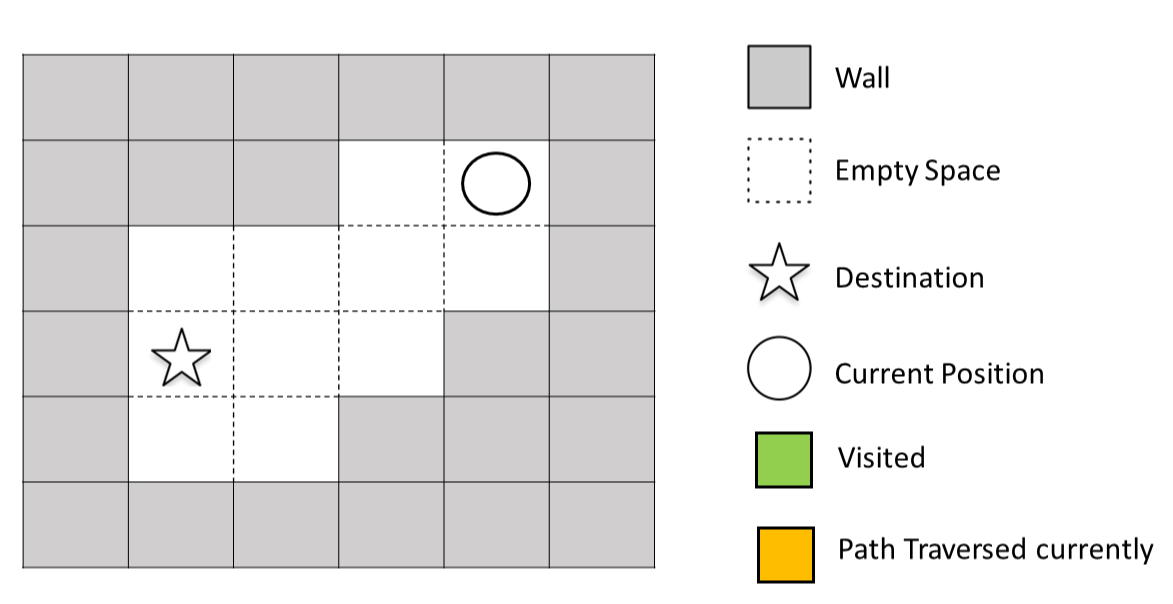 Wall
Empty Space
Destination
Current Position
Visited
Path Traversed currently